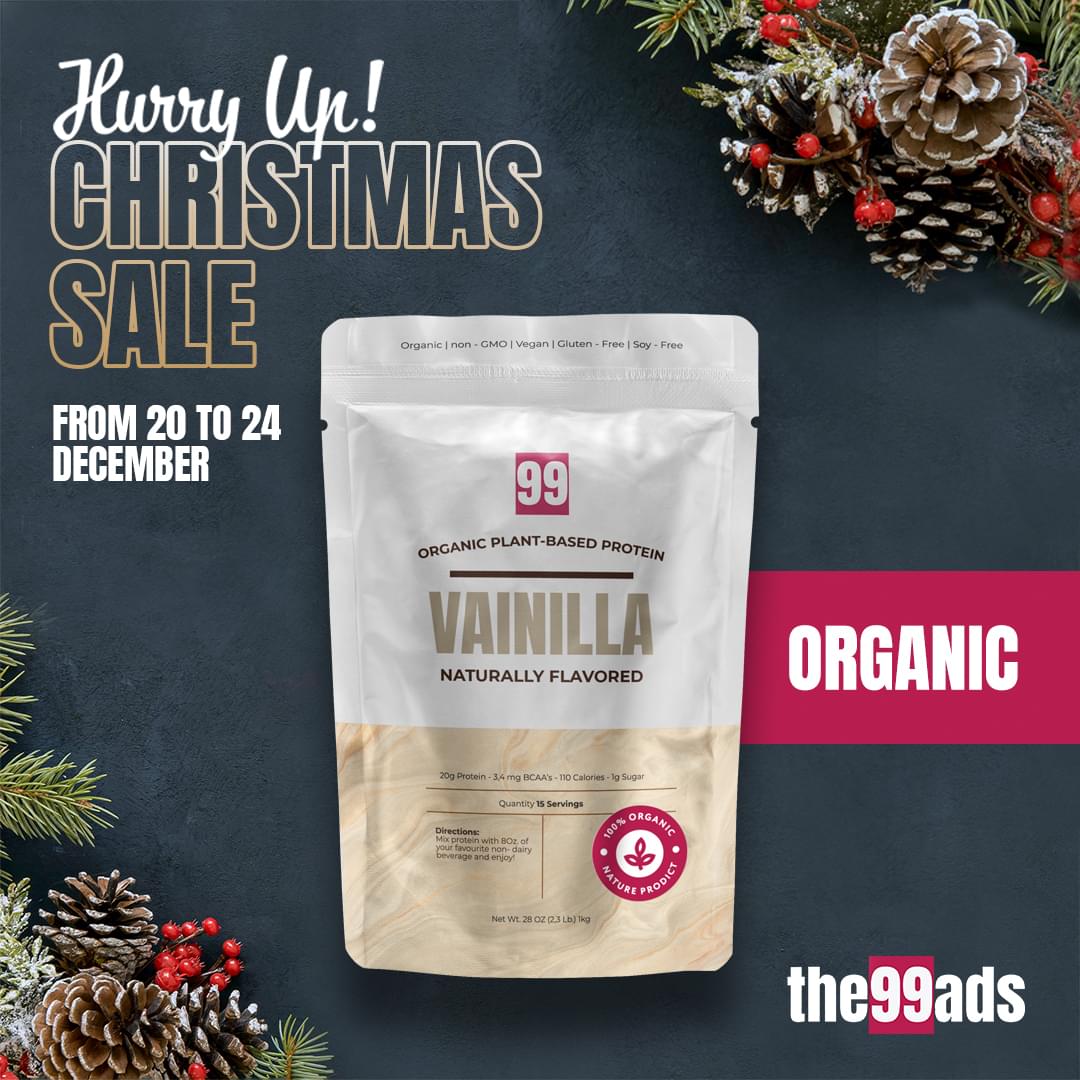 Hurry Up!
CHRISTMAS
SALE
FROM 20 TO 24
DECEMBER
Organic | non - GMO | Vegan | Gluten - Free | Soy - Free
99
ORGANIC PLANT-BASED PROTEIN
VAINILLA
NATURALLY FLAVORED
ORGANIC
20g Protein - 3,4 mg BCAA's - 110 Calories - 1g Sugar
Quantity 15 Servings
Directions:
Mix protein with 8Oz. of
your favourite non- dairy
beverage and enjoy!
100% ORGANIC
NATURE PRODICT
Net Wt. 28 OZ (2,3 Lb.) 1kg
the99ads